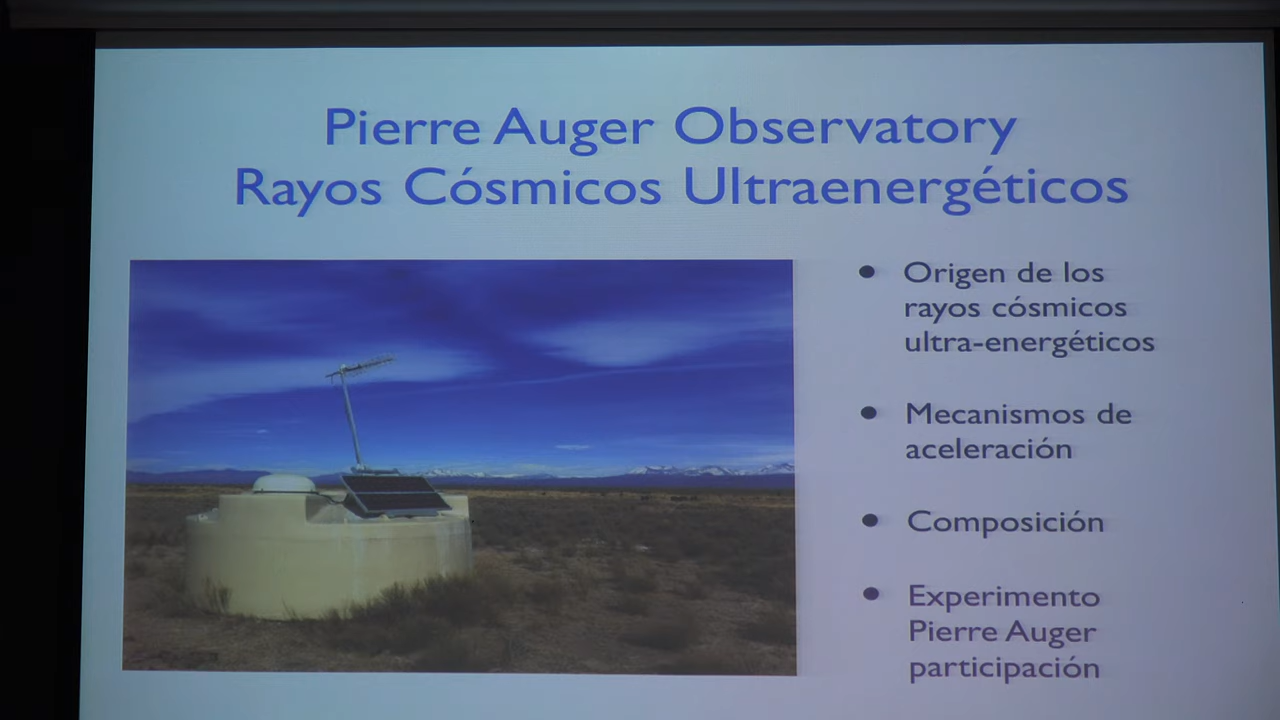 Pierre Auger Observatory
Rayos Cósmicos Ultraenergéticos
• Origen de los
rayos cósmicos
ultra-energéticos
• Mecanismos de
aceleración
• Composición
• Experimento
Pierre Auger
participación